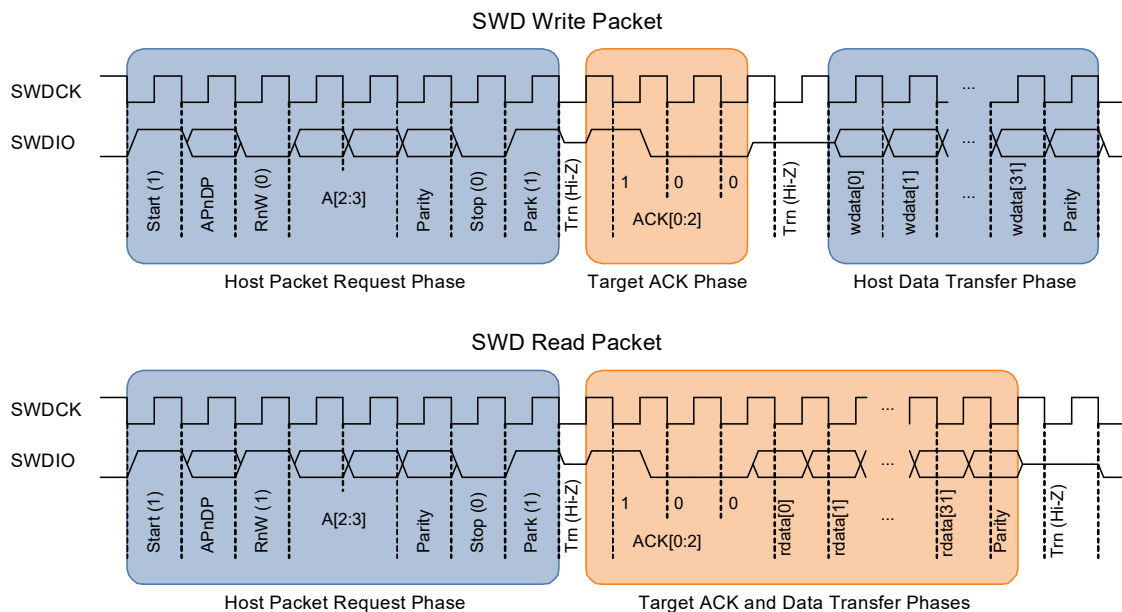 SWD Write Packet
SWDCK
...
SWDIO
...
Start (1)
APnDP
RnW (0)
A[2:3]
Parity
Stop (0)
Park (1)
Trn (Hi-Z)
1
0
0
ACK[0:2]
Trn (Hi-Z)
wdata[0]
wdata[1]
...
wdata[31]
Parity
Host Packet Request Phase
Target ACK Phase
Host Data Transfer Phase
SWD Read Packet
SWDCK
...
SWDIO
...
Start (1)
APnDP
RnW (1)
A[2:3]
Parity
Stop (0)
Park (1)
Trn (Hi-Z)
1
0
0
ACK[0:2]
rdata[0]
rdata[1]
...
rdata[31]
Parity
Trn (Hi-Z)
Host Packet Request Phase
Target ACK and Data Transfer Phases